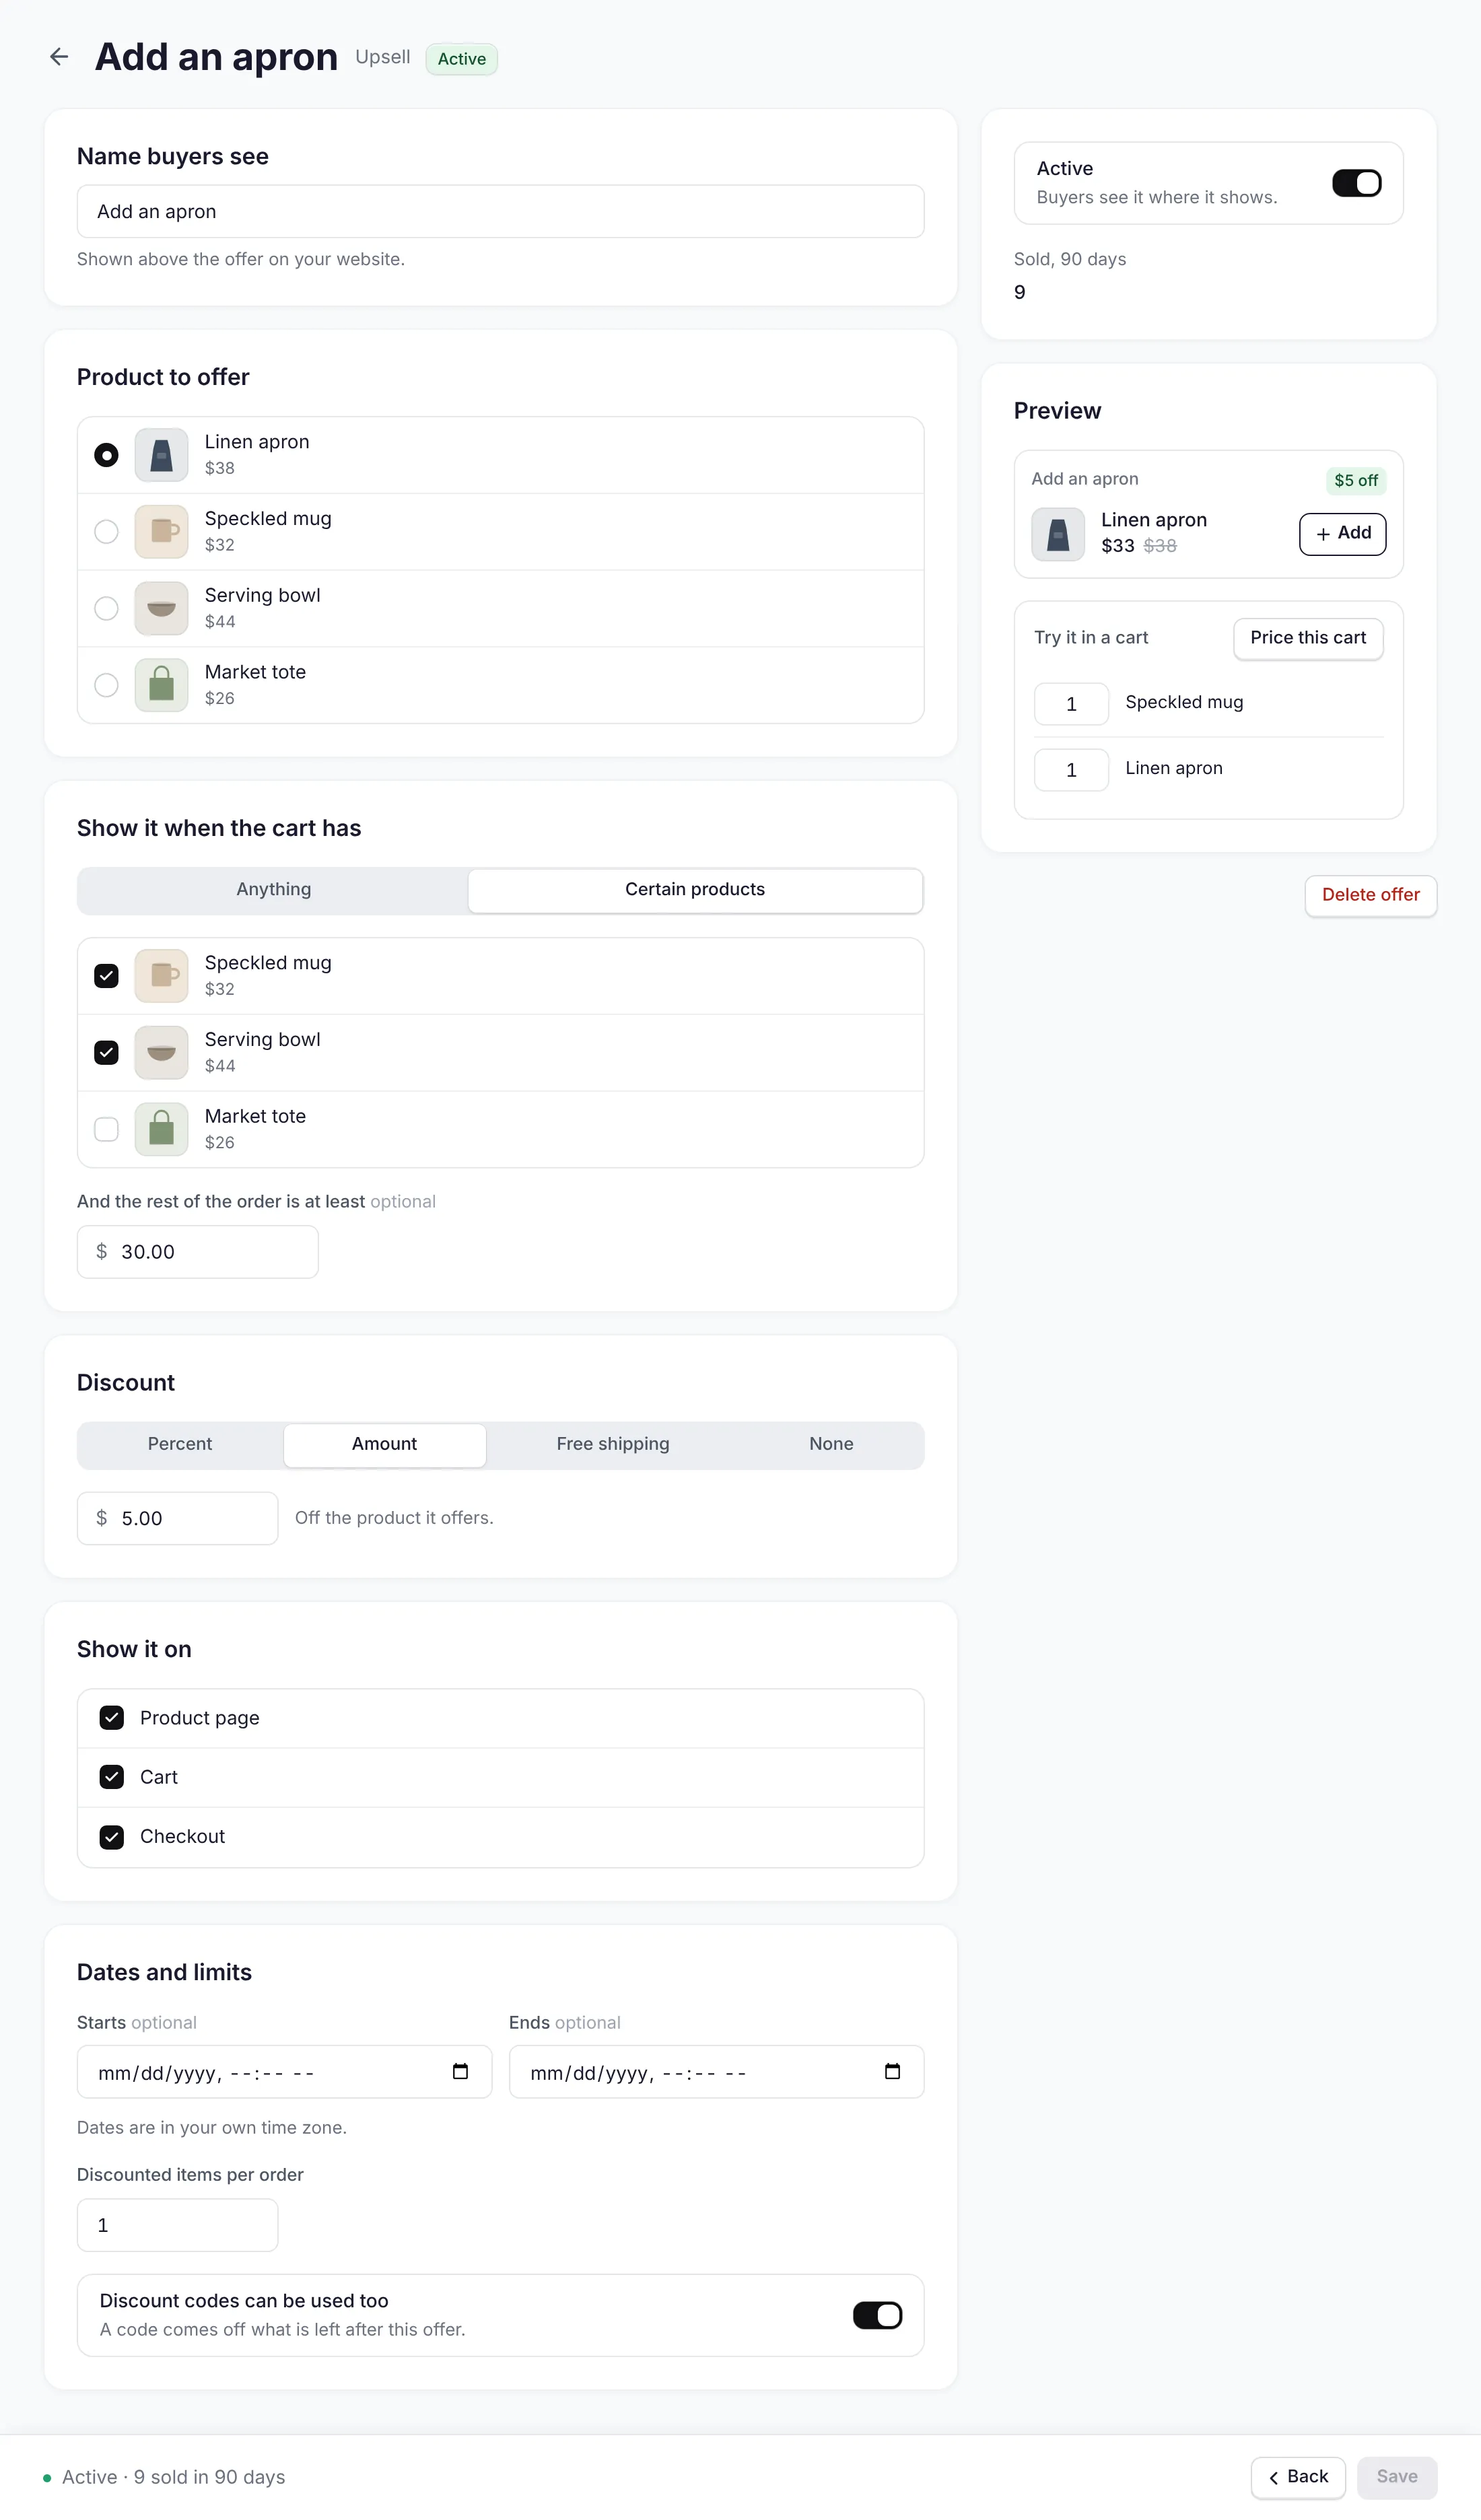 Add an apron Upsell Active
Name buyers see
Add an apron
Shown above the offer on your website.
Product to offer
Linen apron
$38
Speckled mug
$32
Serving bowl
$44
Market tote
$26
Show it when the cart has
Anything Certain products
Speckled mug
$32
Serving bowl
$44
Market tote
$26
And the rest of the order is at least optional
$ 30.00
Discount
Percent Amount Free shipping None
$ 5.00 Off the product it offers.
Show it on
Product page
Cart
Checkout
Dates and limits
Starts optional Ends optional
mm/dd/yyyy, --:-- -- mm/dd/yyyy, --:-- --
Dates are in your own time zone.
Discounted items per order
1
Discount codes can be used too
A code comes off what is left after this offer.
Active
Buyers see it where it shows.
Sold, 90 days
9
Preview
Add an apron $5 off
Linen apron
$33 $38
+ Add
Try it in a cart Price this cart
1 Speckled mug
1 Linen apron
Delete offer
Active · 9 sold in 90 days Back Save